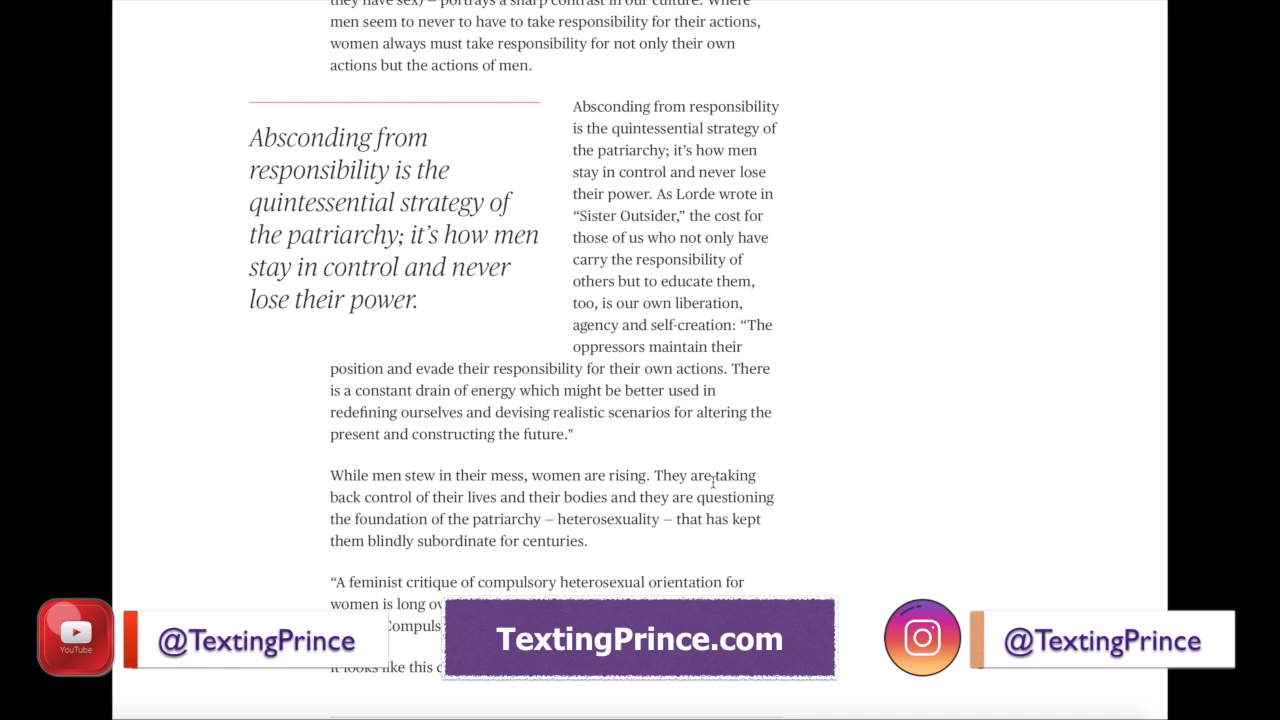 they have sex) — portrays a sharp contrast in our culture. Where
men seem to never to have to take responsibility for their actions,
women always must take responsibility for not only their own
actions but the actions of men.
Absconding from
responsibility is the
quintessential strategy of
the patriarchy; it’s how men
stay in control and never
lose their power.
Absconding from responsibility
is the quintessential strategy of
the patriarchy; it’s how men
stay in control and never lose
their power. As Lorde wrote in
“Sister Outsider,” the cost for
those of us who not only have
carry the responsibility of
others but to educate them,
too, is our own liberation,
agency and self-creation: “The
oppressors maintain their
position and evade their responsibility for their own actions. There
is a constant drain of energy which might be better used in
redefining ourselves and devising realistic scenarios for altering the
present and constructing the future."
While men stew in their mess, women are rising. They are taking
back control of their lives and their bodies and they are questioning
the foundation of the patriarchy — heterosexuality — that has kept
them blindly subordinate for centuries.
“A feminist critique of compulsory heterosexual orientation for
women is long
looks like this
YouTube
@TextingPrince
TextingPrince.com
@TextingPrince